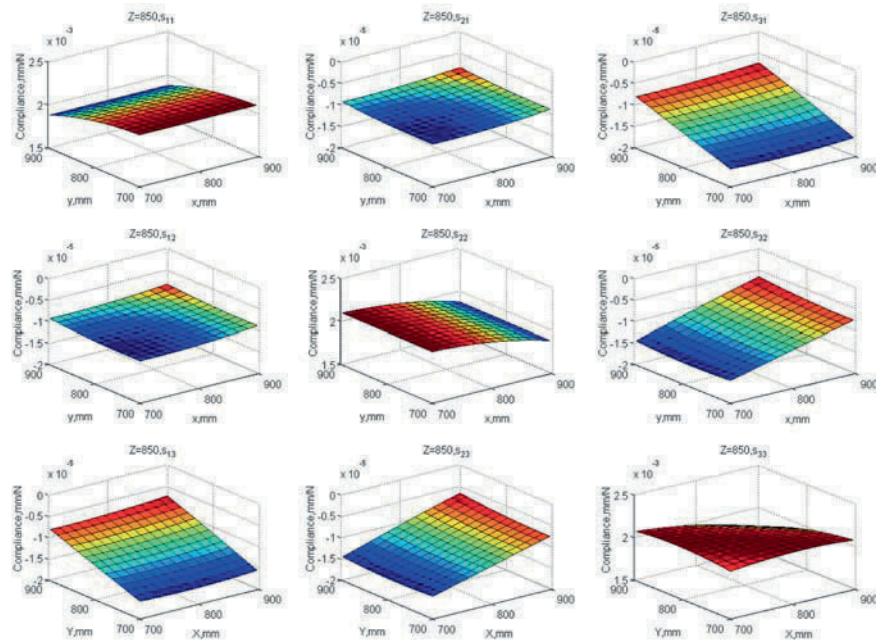 Z=850,s11
x 10 -3
Compliance,mm/N
2.5
2
1.5
900
800
700
y,mm
700
800
900
x,mm
Z=850,s21
x 10 -5
Compliance,mm/N
0
-0.5
-1
-1.5
-2
900
800
700
y,mm
700
800
900
x,mm
Z=850,s31
x 10 -5
Compliance,mm/N
0
-0.5
-1
-1.5
-2
900
800
700
y,mm
700
800
900
x,mm
Z=850,s12
x 10 -5
Compliance,mm/N
0
-0.5
-1
-1.5
-2
900
800
700
y,mm
700
800
900
x,mm
Z=850,s22
x 10 -3
Compliance,mm/N
2.5
2
1.5
900
800
700
y,mm
700
800
900
x,mm
Z=850,s32
x 10 -5
Compliance,mm/N
0
-0.5
-1
-1.5
-2
900
800
700
y,mm
700
800
900
x,mm
Z=850,s13
x 10 -5
Compliance,mm/N
0
-0.5
-1
-1.5
-2
900
800
700
Y,mm
700
800
900
X,mm
Z=850,s23
x 10 -5
Compliance,mm/N
0
-0.5
-1
-1.5
-2
900
800
700
Y,mm
700
800
900
X,mm
Z=850,s33
x 10 -3
Compliance,mm/N
2.5
2
1.5
900
800
700
Y,mm
700
800
900
X,mm